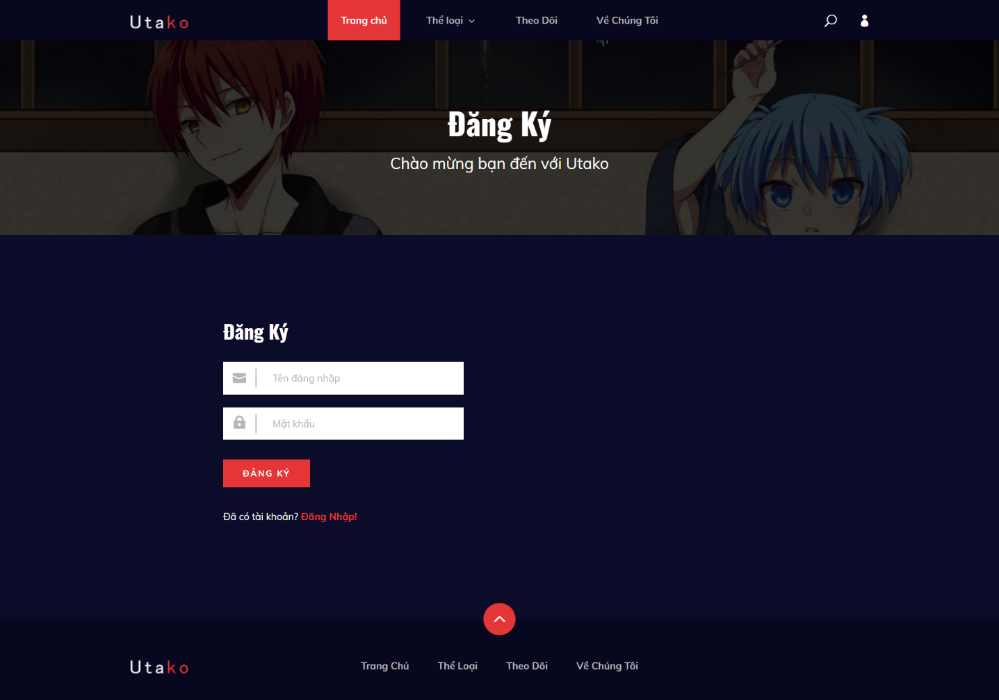 Utako
Trang chủ
Thể loại
Theo Dõi
Về Chúng Tôi
Đăng Ký
Chào mừng bạn đến với Utako
Đăng Ký
Tên đăng nhập
Mật khẩu
ĐĂNG KÝ
Đã có tài khoản? Đăng Nhập!
Utako
Trang Chủ
Thể Loại
Theo Dõi
Về Chúng Tôi